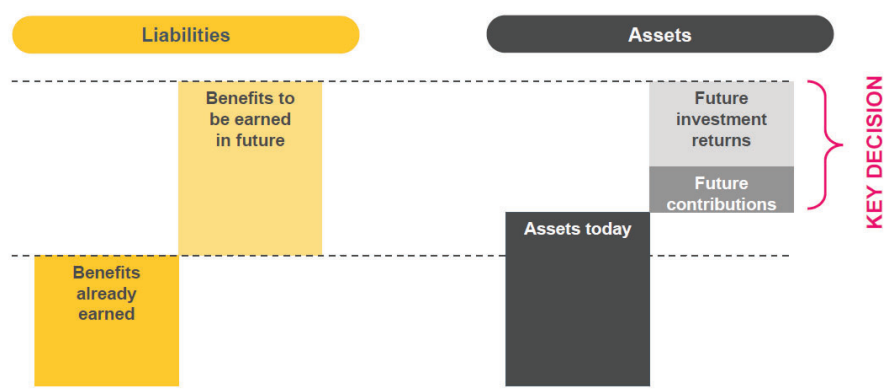 Liabilities
Assets
Benefits to
be earned
in future
Future
investment
returns
Future
contributions
KEY DECISION
Assets today
Benefits
already
earned